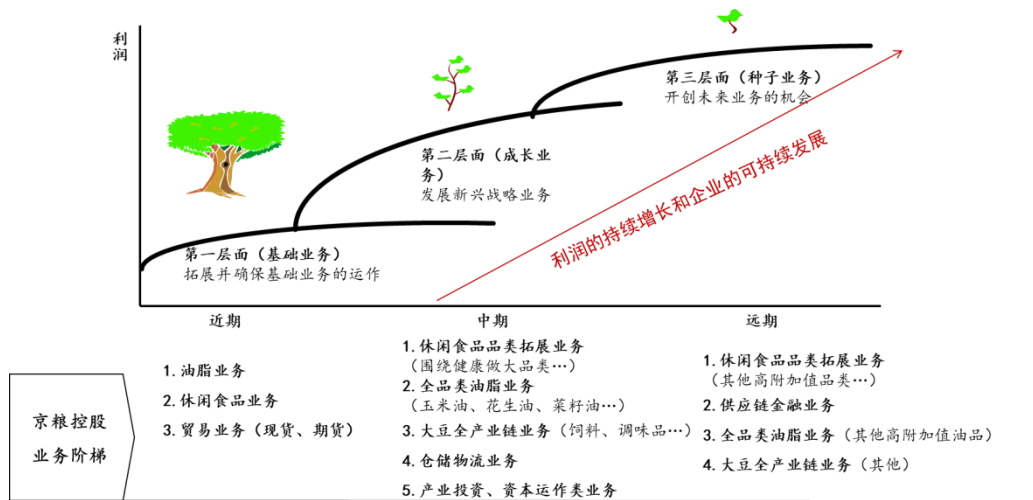 利
润
第三层面（种子业务）
开创未来业务的机会
第二层面（成长业
务）
发展新兴战略业务
第一层面（基础业务）
拓展并确保基础业务的运作
利润的持续增长和企业的可持续发展
近期
中期
远期
京粮控股
业务阶梯
1. 油脂业务
2. 休闲食品业务
3. 贸易业务（现货、期货）
1. 休闲食品品类拓展业务
（围绕健康做大品类…）
2. 全品类油脂业务
（玉米油、花生油、菜籽油…）
3. 大豆全产业链业务（饲料、调味品…）
4. 仓储物流业务
5. 产业投资、资本运作类业务
1. 休闲食品品类拓展业务
（其他高附加值品类…）
2. 供应链金融业务
3. 全品类油脂业务（其他高附加值油品）
4. 大豆全产业链业务（其他）